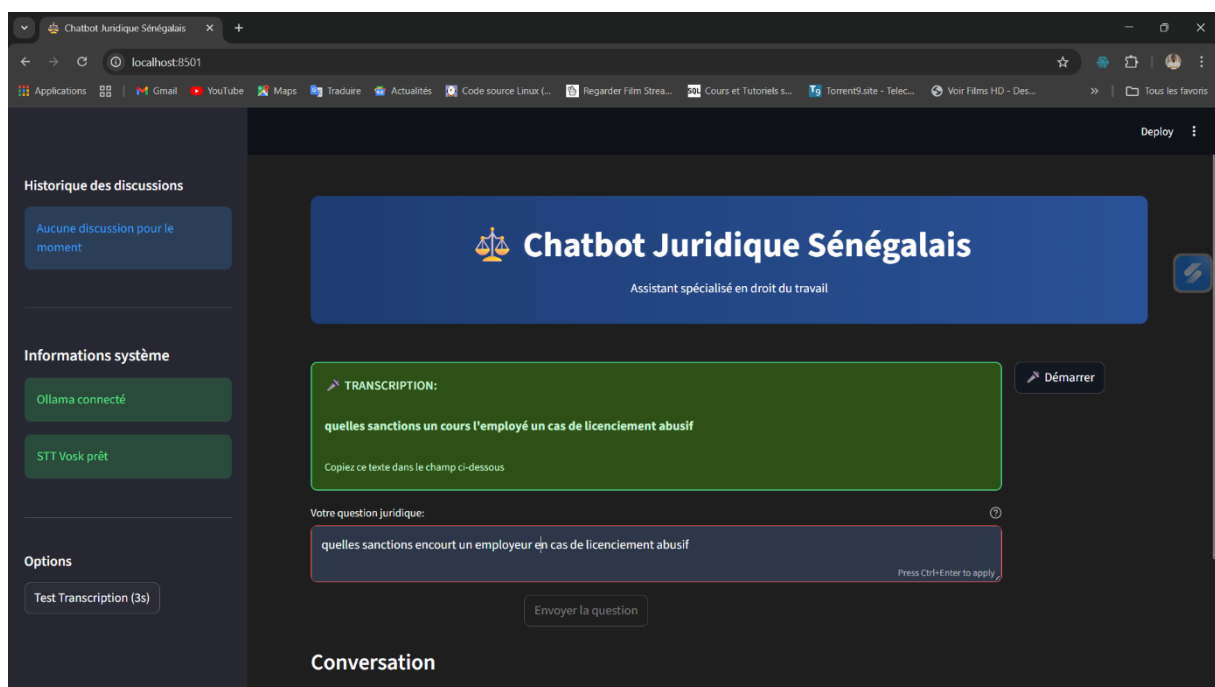 Chatbot Juridique Sénégalais
localhost:8501
Applications Gmail YouTube Maps Traduire Actualités Code source Linux (... Regarder Film Strea... SQL Cours et Tutoriels s... Torrent9.site - Telec... Voir Films HD - Des... » Tous les favoris
Deploy
Historique des discussions
Aucune discussion pour le
moment
Informations système
Ollama connecté
STT Vosk prêt
Options
Test Transcription (3s)
Chatbot Juridique Sénégalais
Assistant spécialisé en droit du travail
TRANSCRIPTION:
quelles sanctions un cours l'employé un cas de licenciement abusif
Copiez ce texte dans le champ ci-dessous
Démarrer
Votre question juridique:
quelles sanctions encourt un employeur en cas de licenciement abusif
Press Ctrl+Enter to apply
Envoyer la question
Conversation